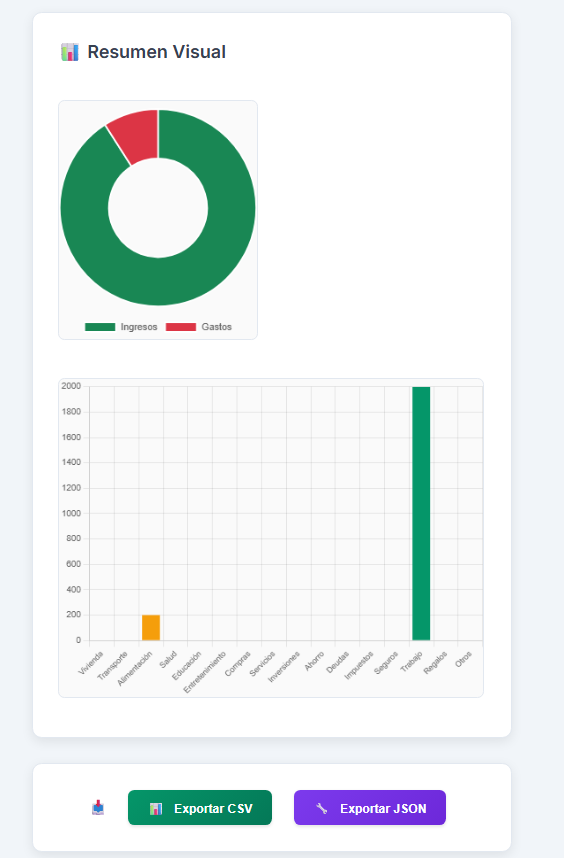 Resumen Visual
Ingresos Gastos
2000
1800
1600
1400
1200
1000
800
600
400
200
0
Vivienda Transporte Alimentación Salud Educación Entretenimiento Compras Servicios Inversiones Ahorro Deudas Impuestos Seguros Trabajo Regalos Otros
Exportar CSV Exportar JSON